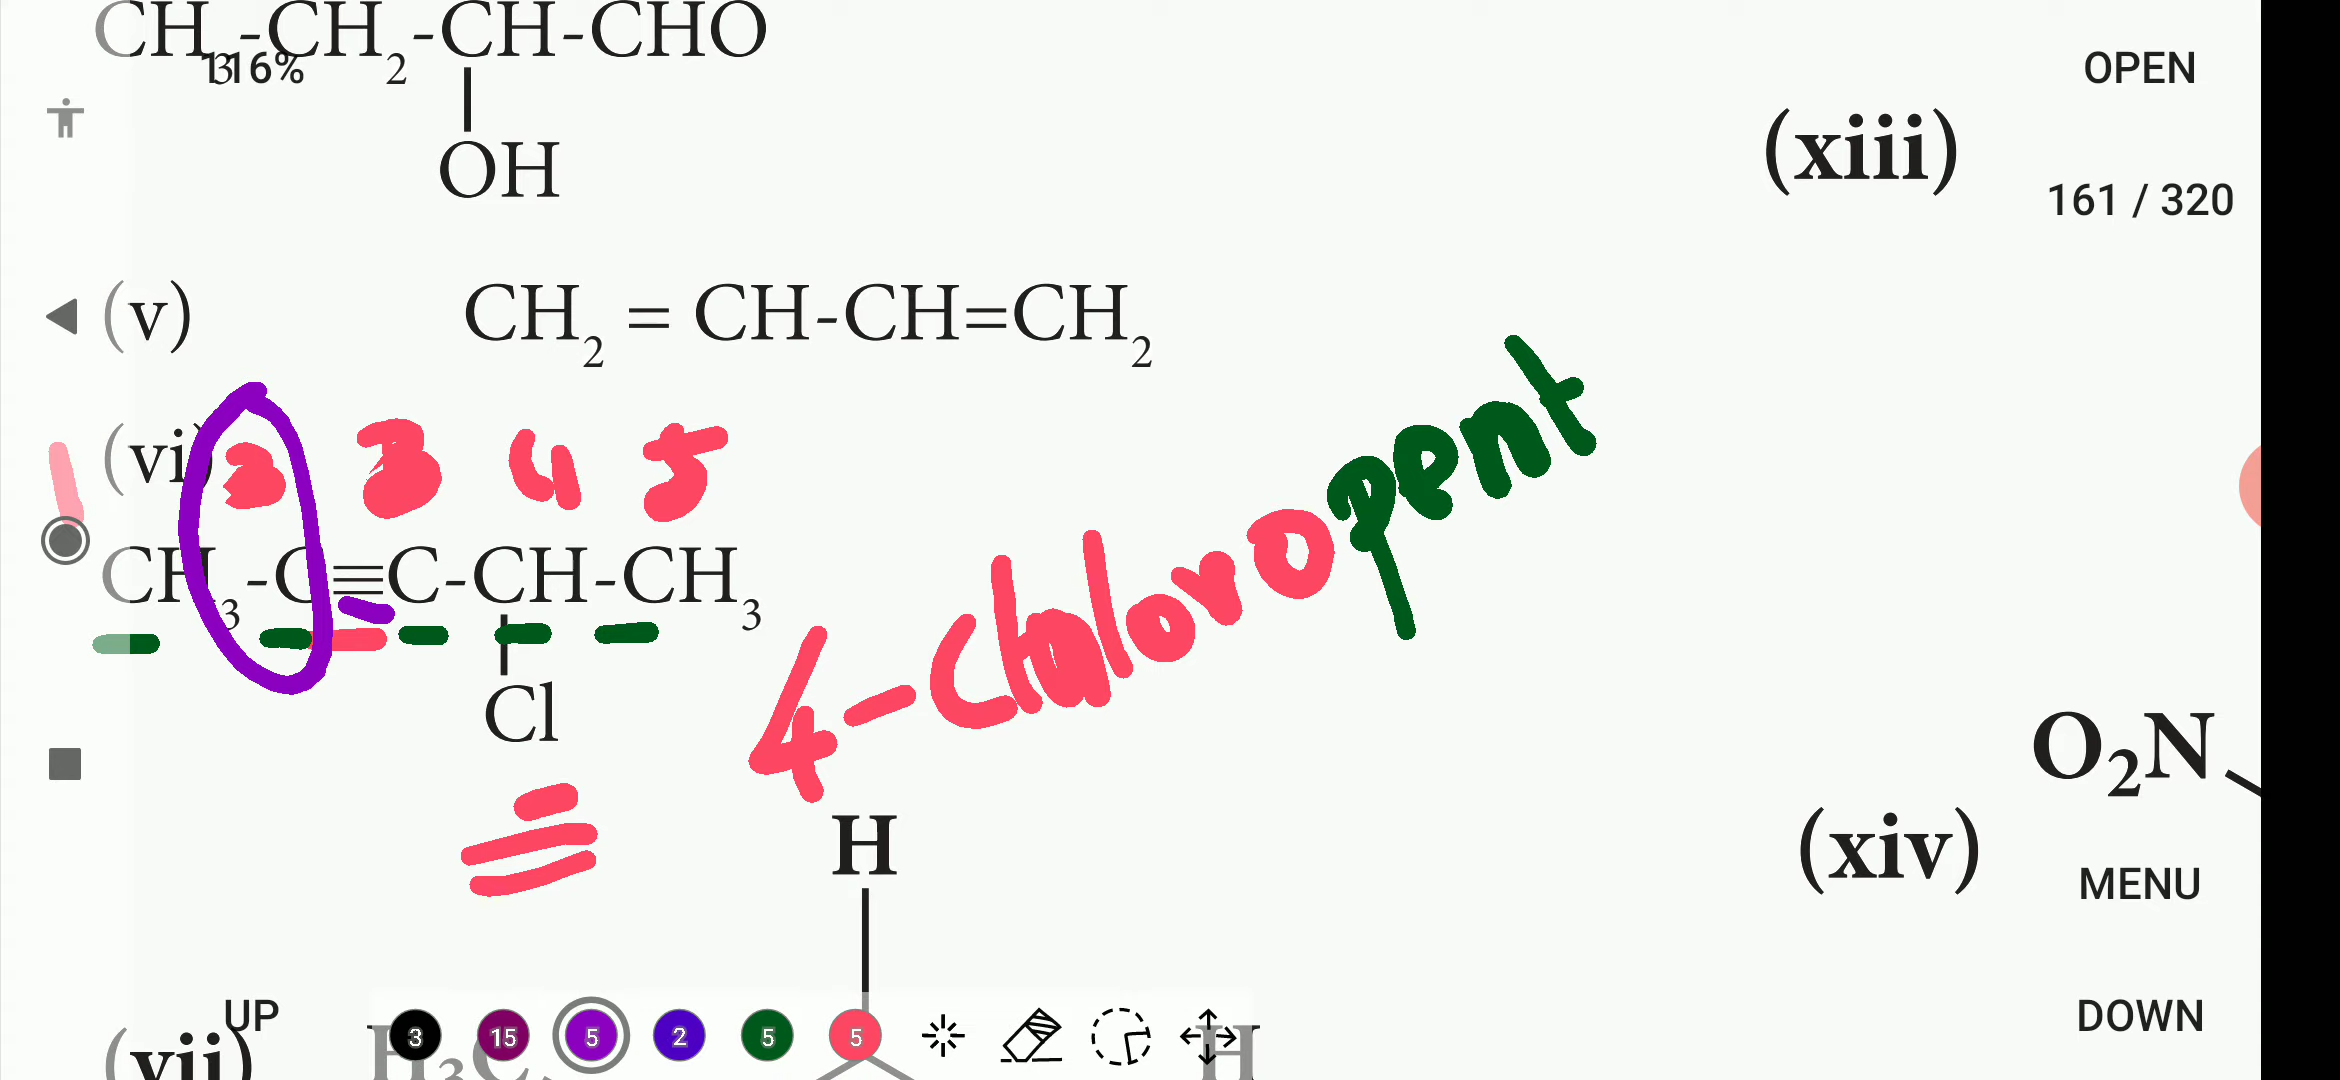 CH3-CH2-CH-CHO
116%
OPEN
OH
(xiii)
161 / 320
(v) CH2 = CH-CH=CH2
(vi) 2 3 4 5
CH3-C≡C-CH-CH3
Cl
4-Chloropent
O2N
H
(xiv)
MENU
UP
DOWN
(vii) H3C H
3 15 5 2 5 5